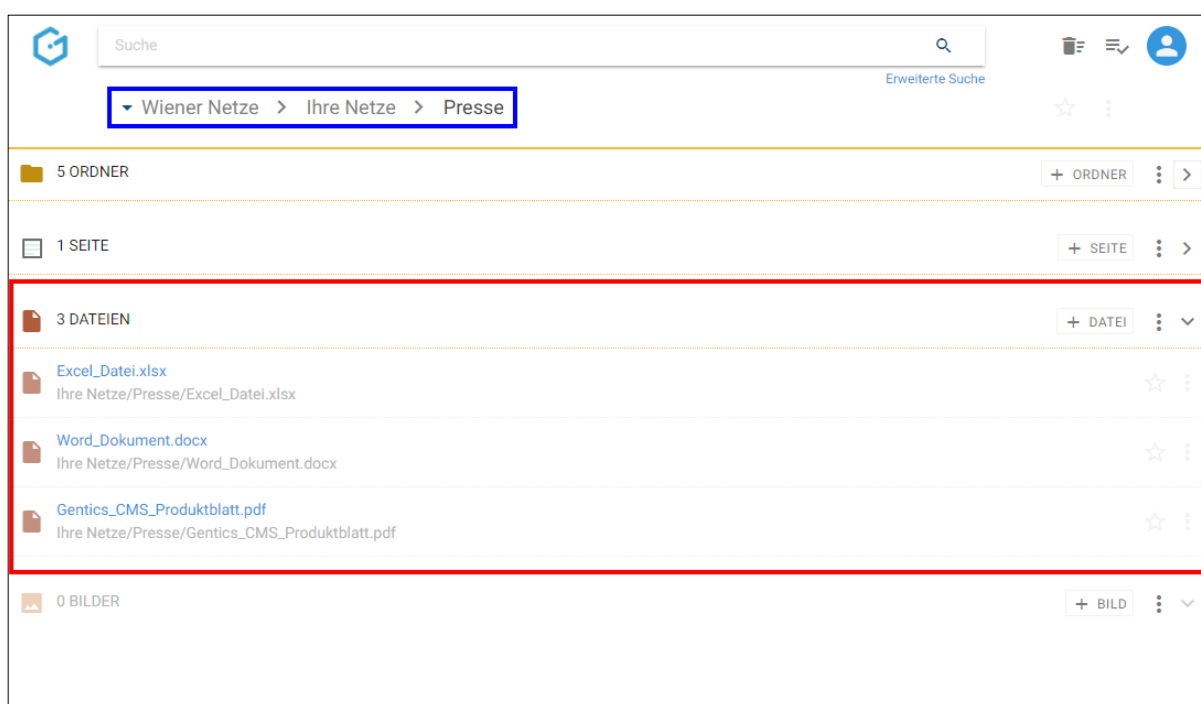 Suche
Erweiterte Suche
Wiener Netze > Ihre Netze > Presse
5 ORDNER + ORDNER
1 SEITE + SEITE
3 DATEIEN + DATEI
Excel_Datei.xlsx
Ihre Netze/Presse/Excel_Datei.xlsx
Word_Dokument.docx
Ihre Netze/Presse/Word_Dokument.docx
Gentics_CMS_Produktblatt.pdf
Ihre Netze/Presse/Gentics_CMS_Produktblatt.pdf
0 BILDER + BILD